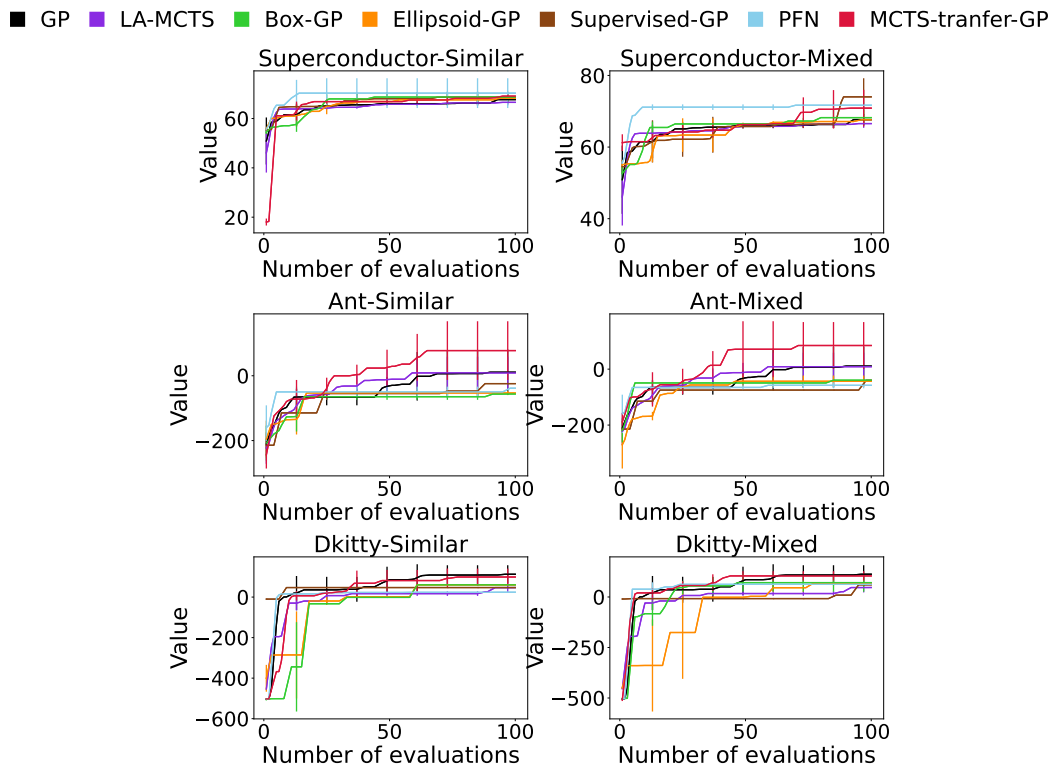 GP LA-MCTS Box-GP Ellipsoid-GP Supervised-GP PFN MCTS-tranfer-GP
Superconductor-Similar
Value
60
40
20
0 50 100
Number of evaluations
Superconductor-Mixed
Value
80
60
40
0 50 100
Number of evaluations
Ant-Similar
Value
0
−200
0 50 100
Number of evaluations
Ant-Mixed
Value
0
−200
0 50 100
Number of evaluations
Dkitty-Similar
Value
0
−200
−400
−600
0 50 100
Number of evaluations
Dkitty-Mixed
Value
0
−250
−500
0 50 100
Number of evaluations